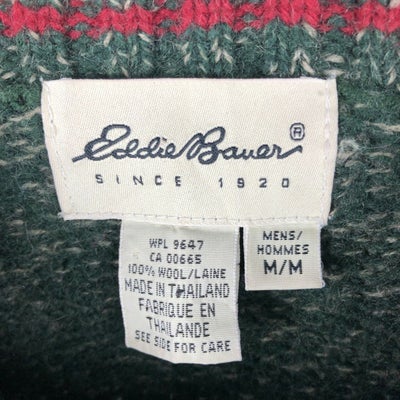 Eddie Bauer®
SINCE 1920
WPL 9647
CA 00665
100% WOOL/LAINE
MADE IN THAILAND
FABRIQUE EN
THAILANDE
SEE SIDE FOR CARE
MENS/
HOMMES
M/M